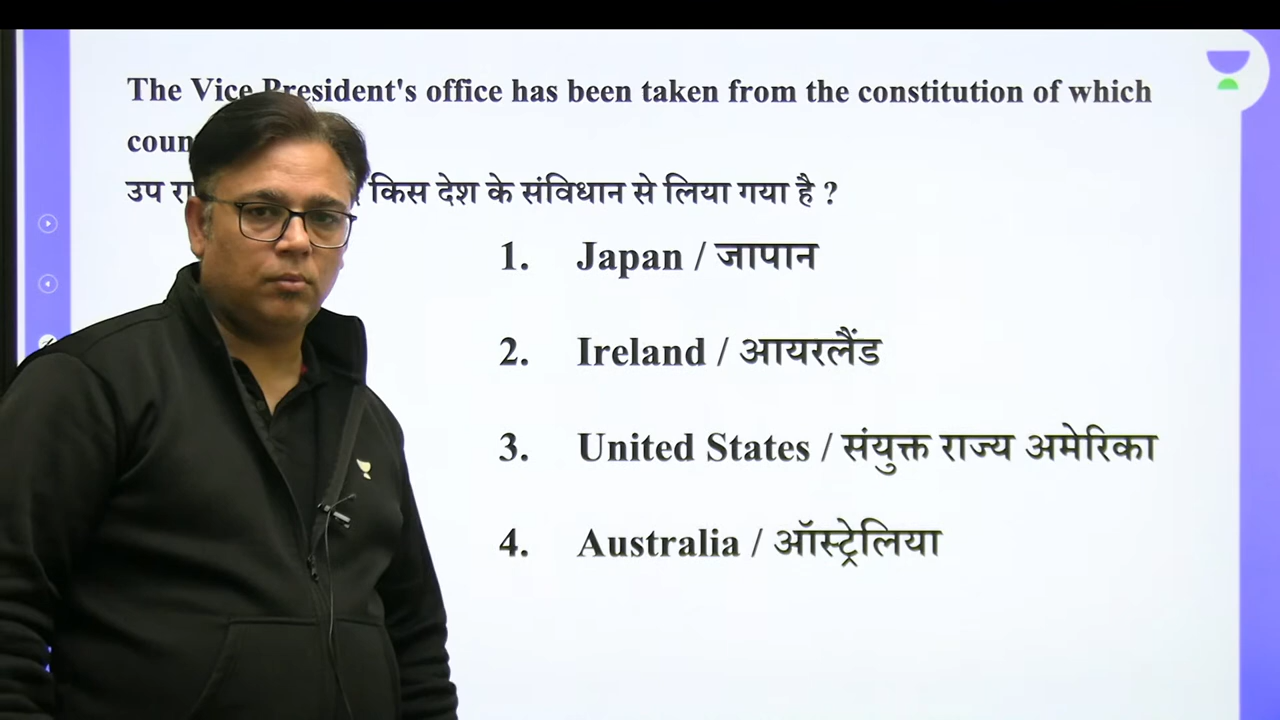 The Vice President's office has been taken from the constitution of which
उप किस देश के संविधान से लिया गया है ?
1. Japan / जापान
2. Ireland / आयरलैंड
3. United States / संयुक्त राज्य अमेरिका
4. Australia / ऑस्ट्रेलिया